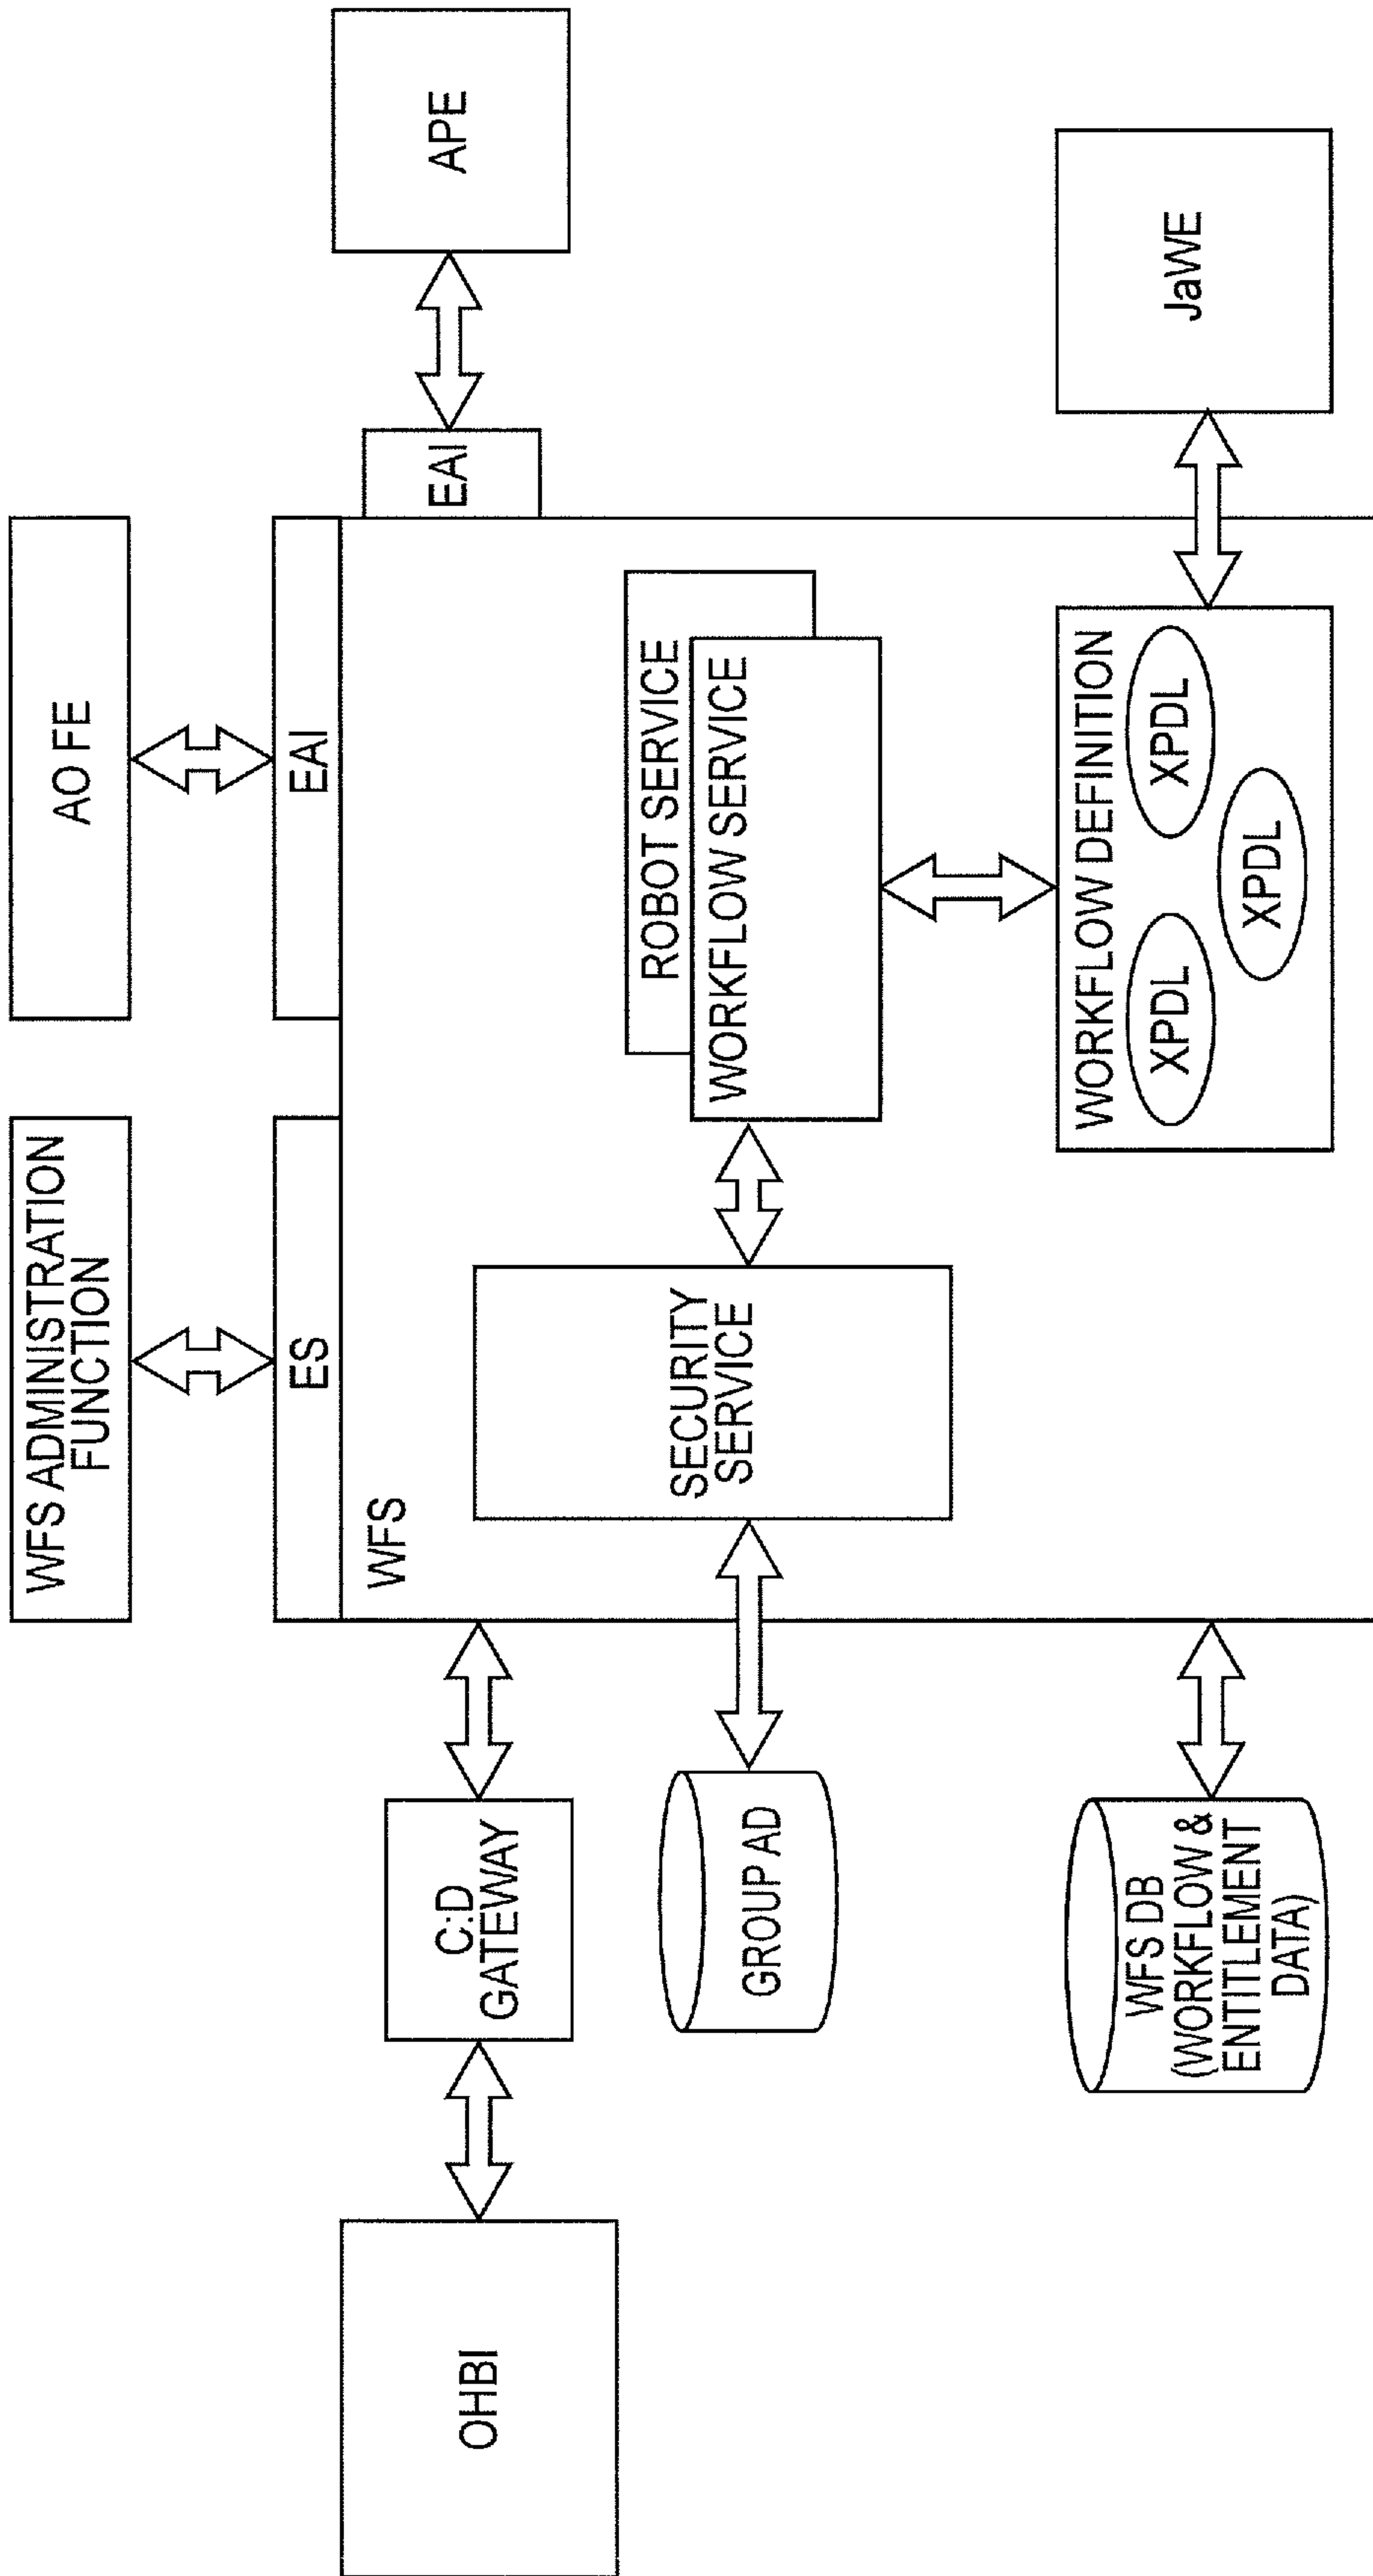 WFS ADMINISTRATION
FUNCTION
AO FE
ES
EAI
WFS
EAI
APE
OHBI
C:D
GATEWAY
GROUP AD
SECURITY
SERVICE
ROBOT SERVICE
WORKFLOW SERVICE
WFS DB
(WORKFLOW &
ENTITLEMENT
DATA)
WORKFLOW DEFINITION
XPDL
XPDL
XPDL
JaWE